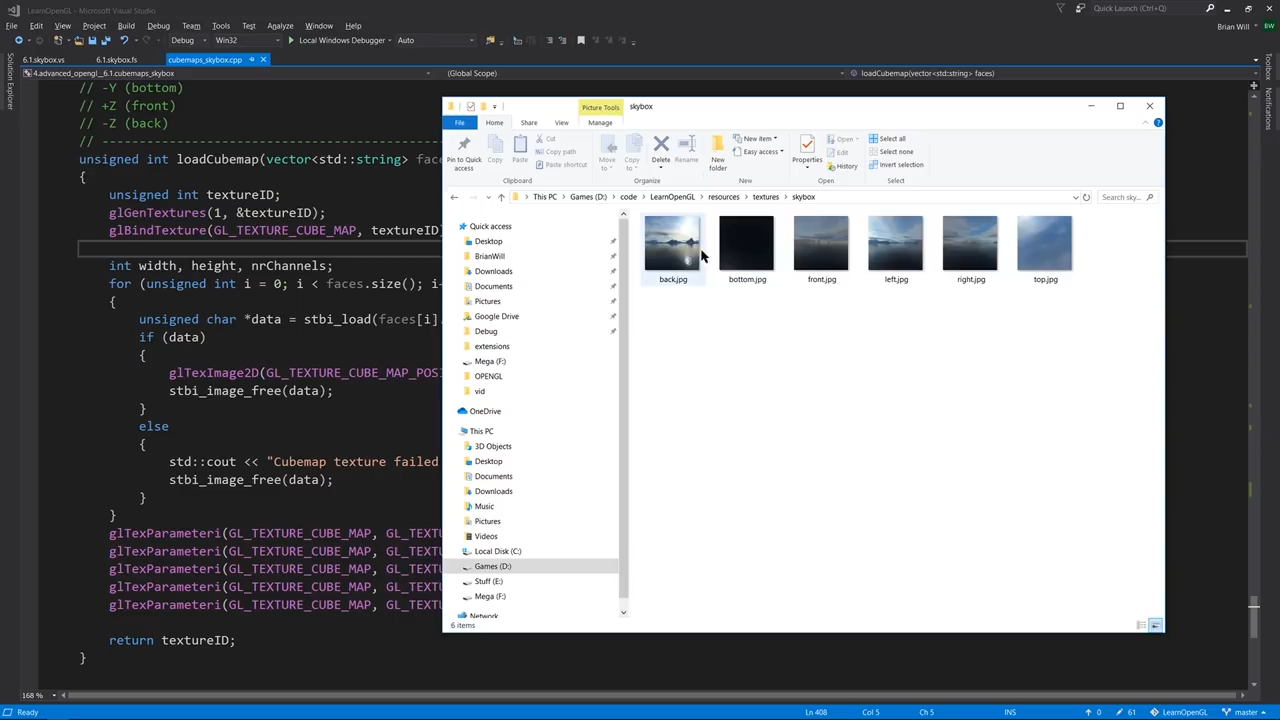 LearnOpenGL - Microsoft Visual Studio
Quick Launch (Ctrl+Q)
File Edit View Project Build Debug Team Tools Test Analyze Window Help
Brian Will BW
Debug Win32 Local Windows Debugger Auto
6.1.skybox.vs 6.1.skybox.fs cubemaps_skybox.cpp
4.advanced_opengl__6.1.cubemaps_skybox (Global Scope) loadCubemap(vector<std::string> faces)
Solution Explorer
Toolbox
Notifications
// -Y (bottom)
// +Z (front)
// -Z (back)
// -------------------------------------------------------
unsigned int loadCubemap(vector<std::string> fac
{
unsigned int textureID;
glGenTextures(1, &textureID);
glBindTexture(GL_TEXTURE_CUBE_MAP, textureID
int width, height, nrChannels;
for (unsigned int i = 0; i < faces.size(); i+
{
unsigned char *data = stbi_load(faces[i].
if (data)
{
glTexImage2D(GL_TEXTURE_CUBE_MAP_POSI
stbi_image_free(data);
}
else
{
std::cout << "Cubemap texture failed
stbi_image_free(data);
}
}
glTexParameteri(GL_TEXTURE_CUBE_MAP, GL_TEXTU
glTexParameteri(GL_TEXTURE_CUBE_MAP, GL_TEXTU
glTexParameteri(GL_TEXTURE_CUBE_MAP, GL_TEXTU
glTexParameteri(GL_TEXTURE_CUBE_MAP, GL_TEXTU
glTexParameteri(GL_TEXTURE_CUBE_MAP, GL_TEXTU
return textureID;
}
Picture Tools skybox
File Home Share View Manage
Pin to Quick access
Copy
Paste
Cut
Copy path
Paste shortcut
Move to
Copy to
Delete
Rename
New folder
New item
Easy access
Properties
Open
Edit
History
Select all
Select none
Invert selection
Clipboard Organize New Open Select
This PC Games (D:) code LearnOpenGL resources textures skybox
Search sky...
Quick access
Desktop
BrianWill
Downloads
Documents
Pictures
Google Drive
Debug
extensions
Mega (F:)
OPENGL
vid
OneDrive
This PC
3D Objects
Desktop
Documents
Downloads
Music
Pictures
Videos
Local Disk (C:)
Games (D:)
Stuff (E:)
Mega (F:)
Network
back.jpg bottom.jpg front.jpg left.jpg right.jpg top.jpg
6 items
168 %
Ready Ln 408 Col 5 Ch 5 INS 0 61 LearnOpenGL master